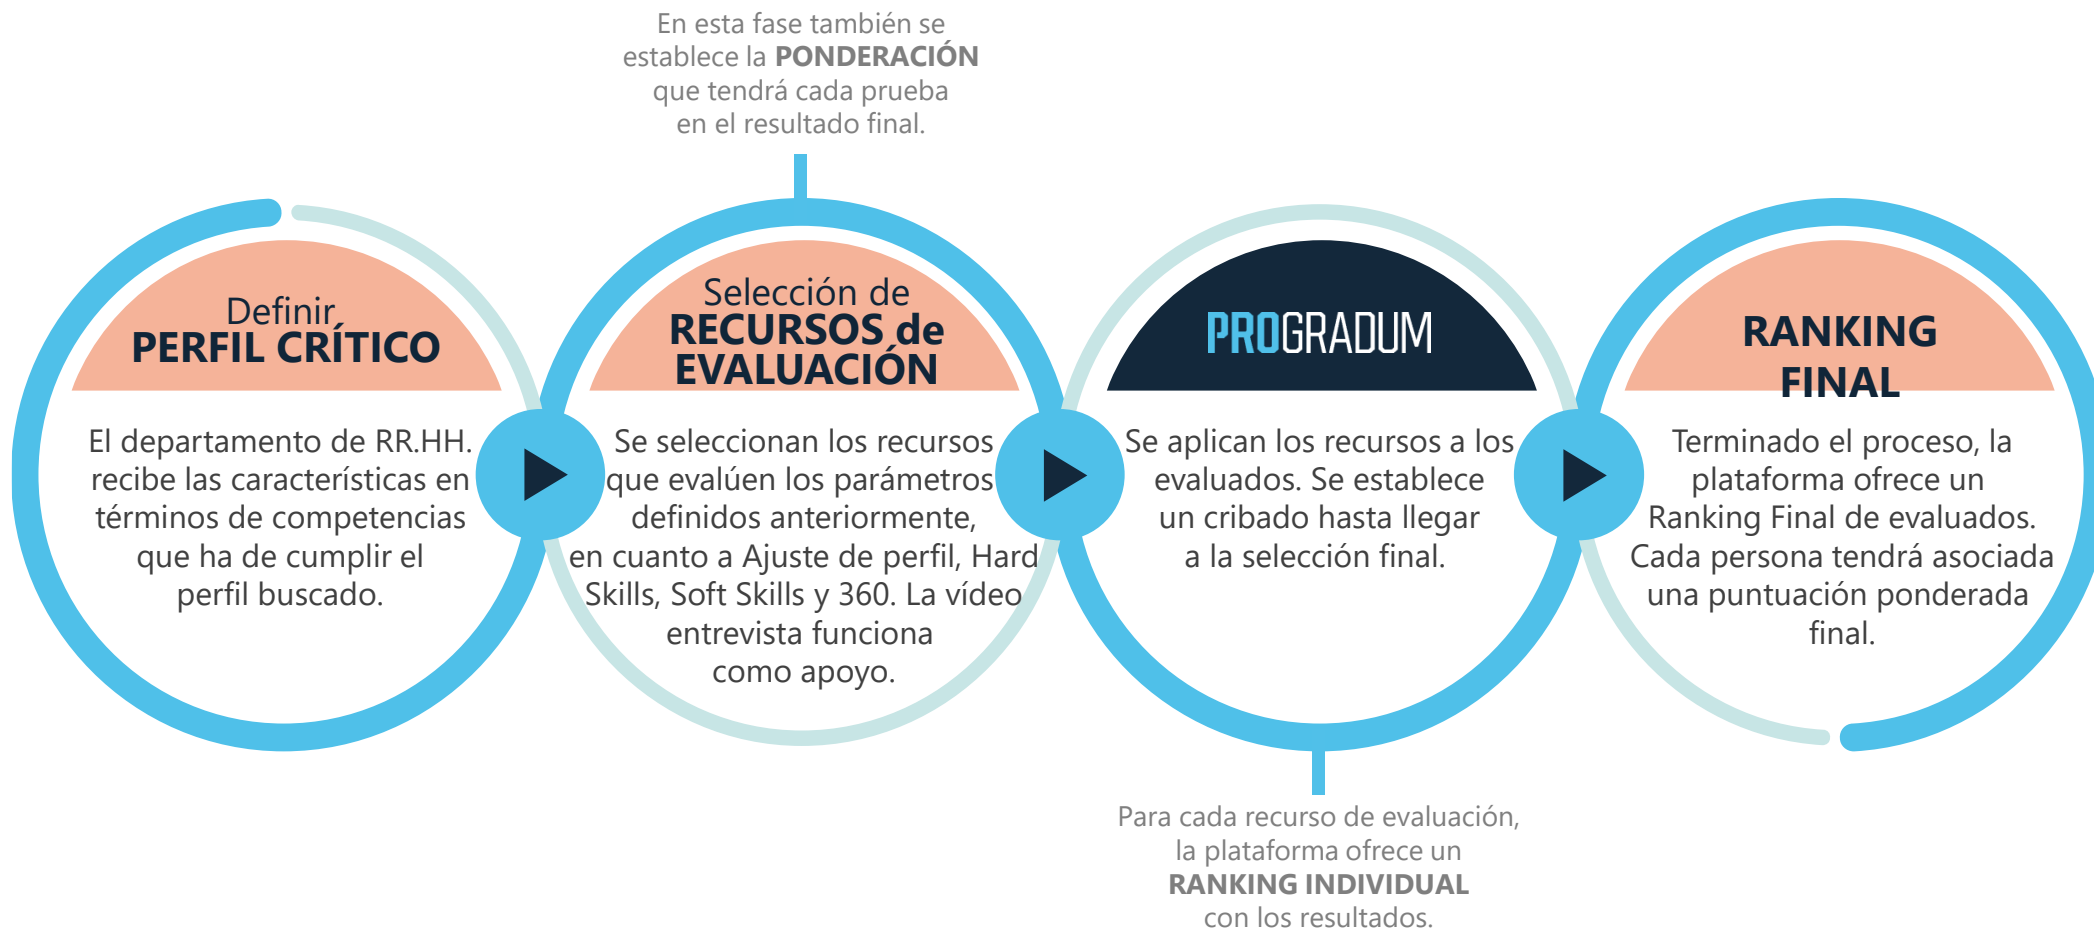 En esta fase también se
establece la PONDERACIÓN
que tendrá cada prueba
en el resultado final.
Definir
PERFIL CRÍTICO
El departamento de RR.HH.
recibe las características en
términos de competencias
que ha de cumplir el
perfil buscado.
Selección de
RECURSOS de
EVALUACIÓN
Se seleccionan los recursos
que evalúen los parámetros
definidos anteriormente,
en cuanto a Ajuste de perfil, Hard
Skills, Soft Skills y 360. La vídeo
entrevista funciona
como apoyo.
PROGRADUM
Se aplican los recursos a los
evaluados. Se establece
un cribado hasta llegar
a la selección final.
RANKING
FINAL
Terminado el proceso, la
plataforma ofrece un
Ranking Final de evaluados.
Cada persona tendrá asociada
una puntuación ponderada
final.
Para cada recurso de evaluación,
la plataforma ofrece un
RANKING INDIVIDUAL
con los resultados.